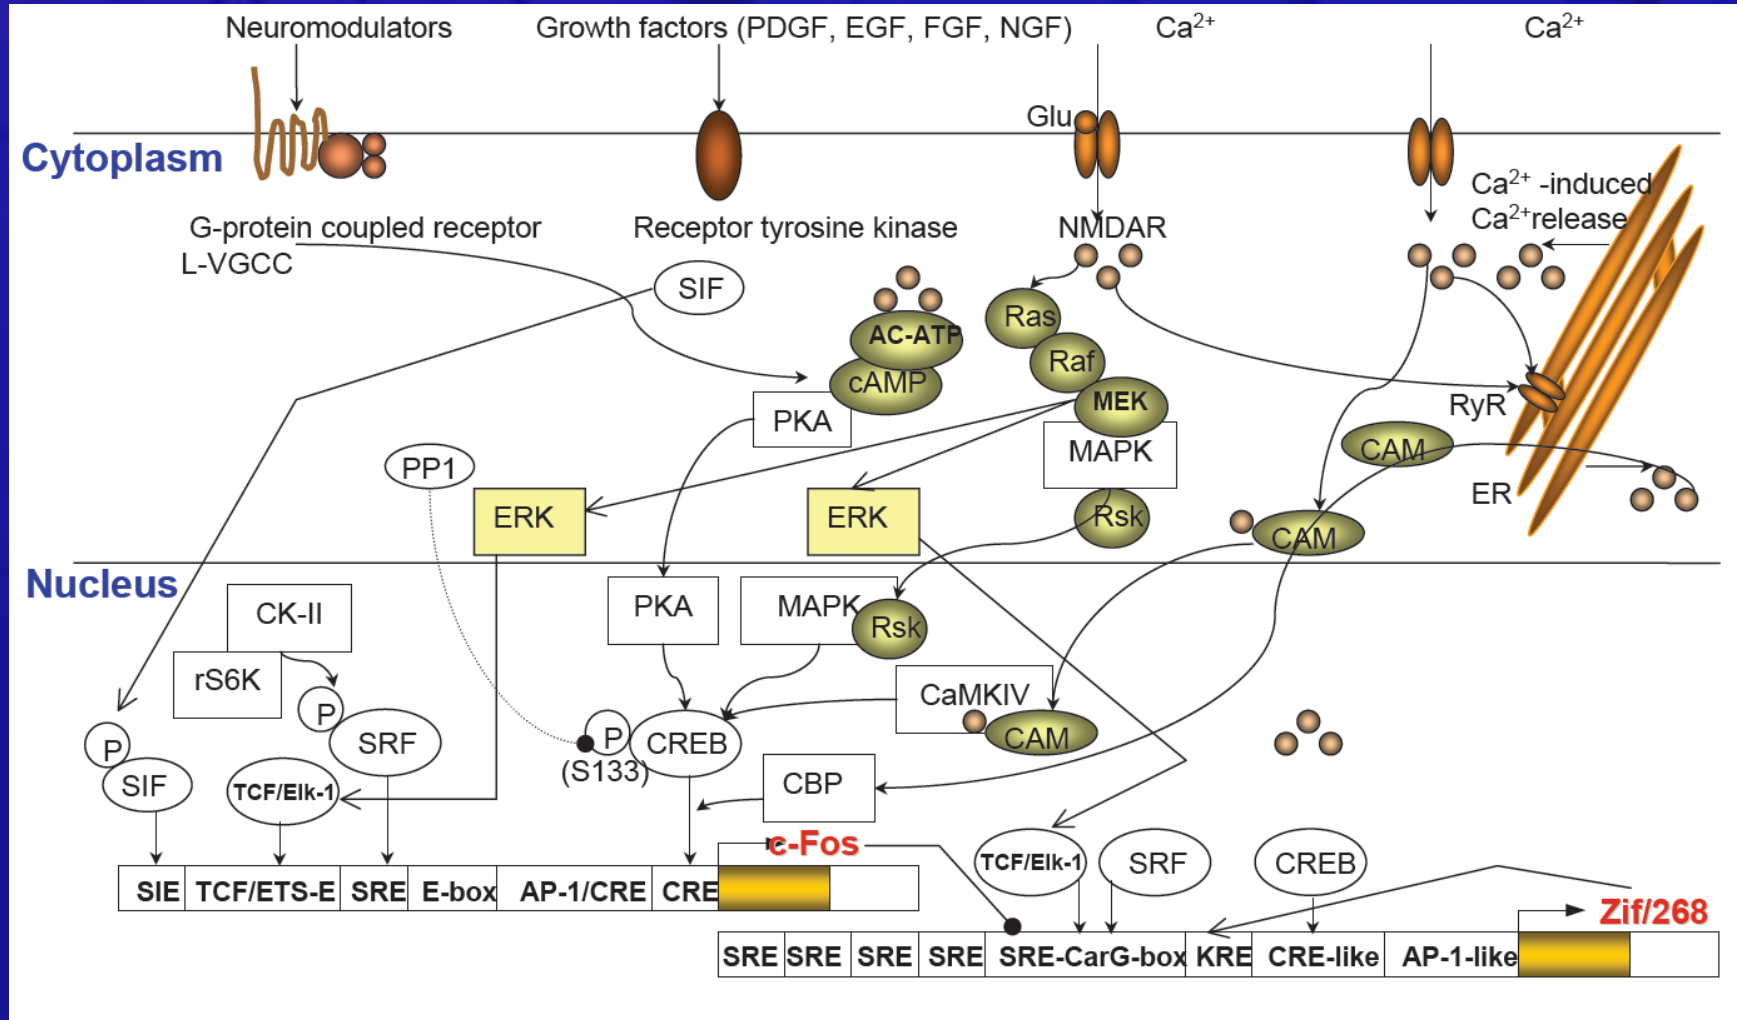 Neuromodulators
Growth factors (PDGF, EGF, FGF, NGF)
Ca2+
Ca2+
Glu
Cytoplasm
Ca2+ -induced
Ca2+release
G-protein coupled receptor
L-VGCC
Receptor tyrosine kinase
NMDAR
SIF
AC-ATP
cAMP
PKA
Ras
Raf
MEK
MAPK
Rsk
RyR
CAM
ER
CAM
PP1
ERK
ERK
Nucleus
CK-II
rS6K
P
SRF
P
SIF
TCF/Elk-1
PKA
MAPK
Rsk
CaMKIV
CAM
P
CREB
(S133)
CBP
c-Fos
SIE
TCF/ETS-E
SRE
E-box
AP-1/CRE
CRE
TCF/Elk-1
SRF
CREB
Zif/268
SRE
SRE
SRE
SRE
SRE-CarG-box
KRE
CRE-like
AP-1-like